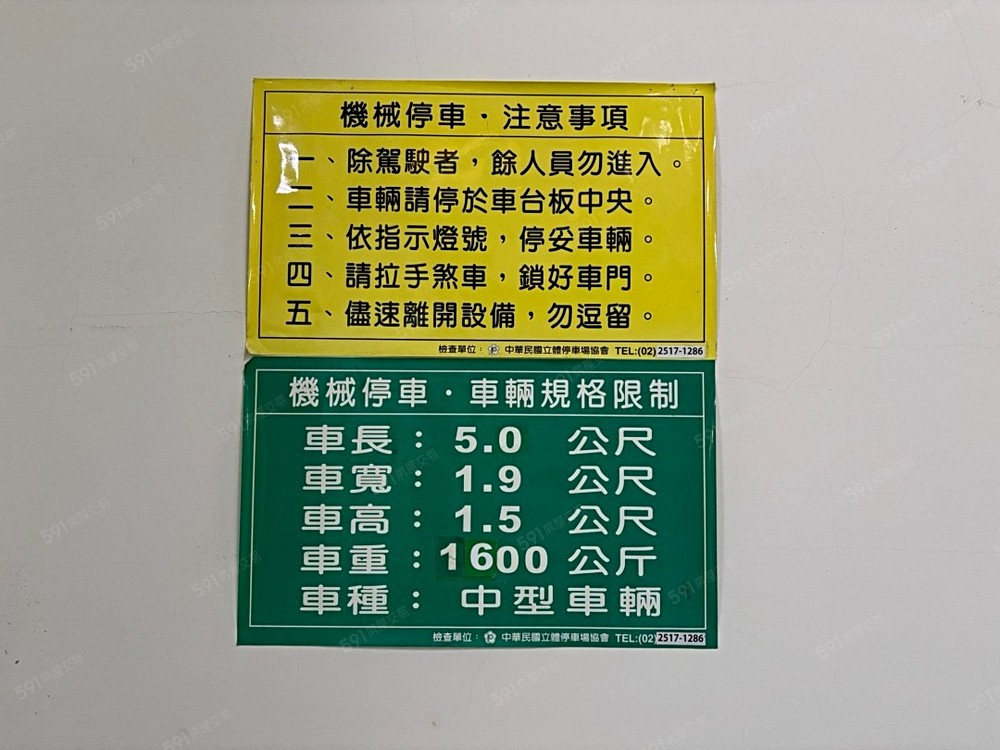 機械停車・注意事項
一、除駕駛者，餘人員勿進入。
二、車輛請停於車台板中央。
三、依指示燈號，停妥車輛。
四、請拉手煞車，鎖好車門。
五、儘速離開設備，勿逗留。
檢查單位： 中華民國立體停車場協會 TEL:(02)2517-1286
機械停車・車輛規格限制
車長： 5.0 公尺
車寬： 1.9 公尺
車高： 1.5 公尺
車重：1600 公斤
車種： 中型車輛
檢查單位： 中華民國立體停車場協會 TEL:(02)2517-1286